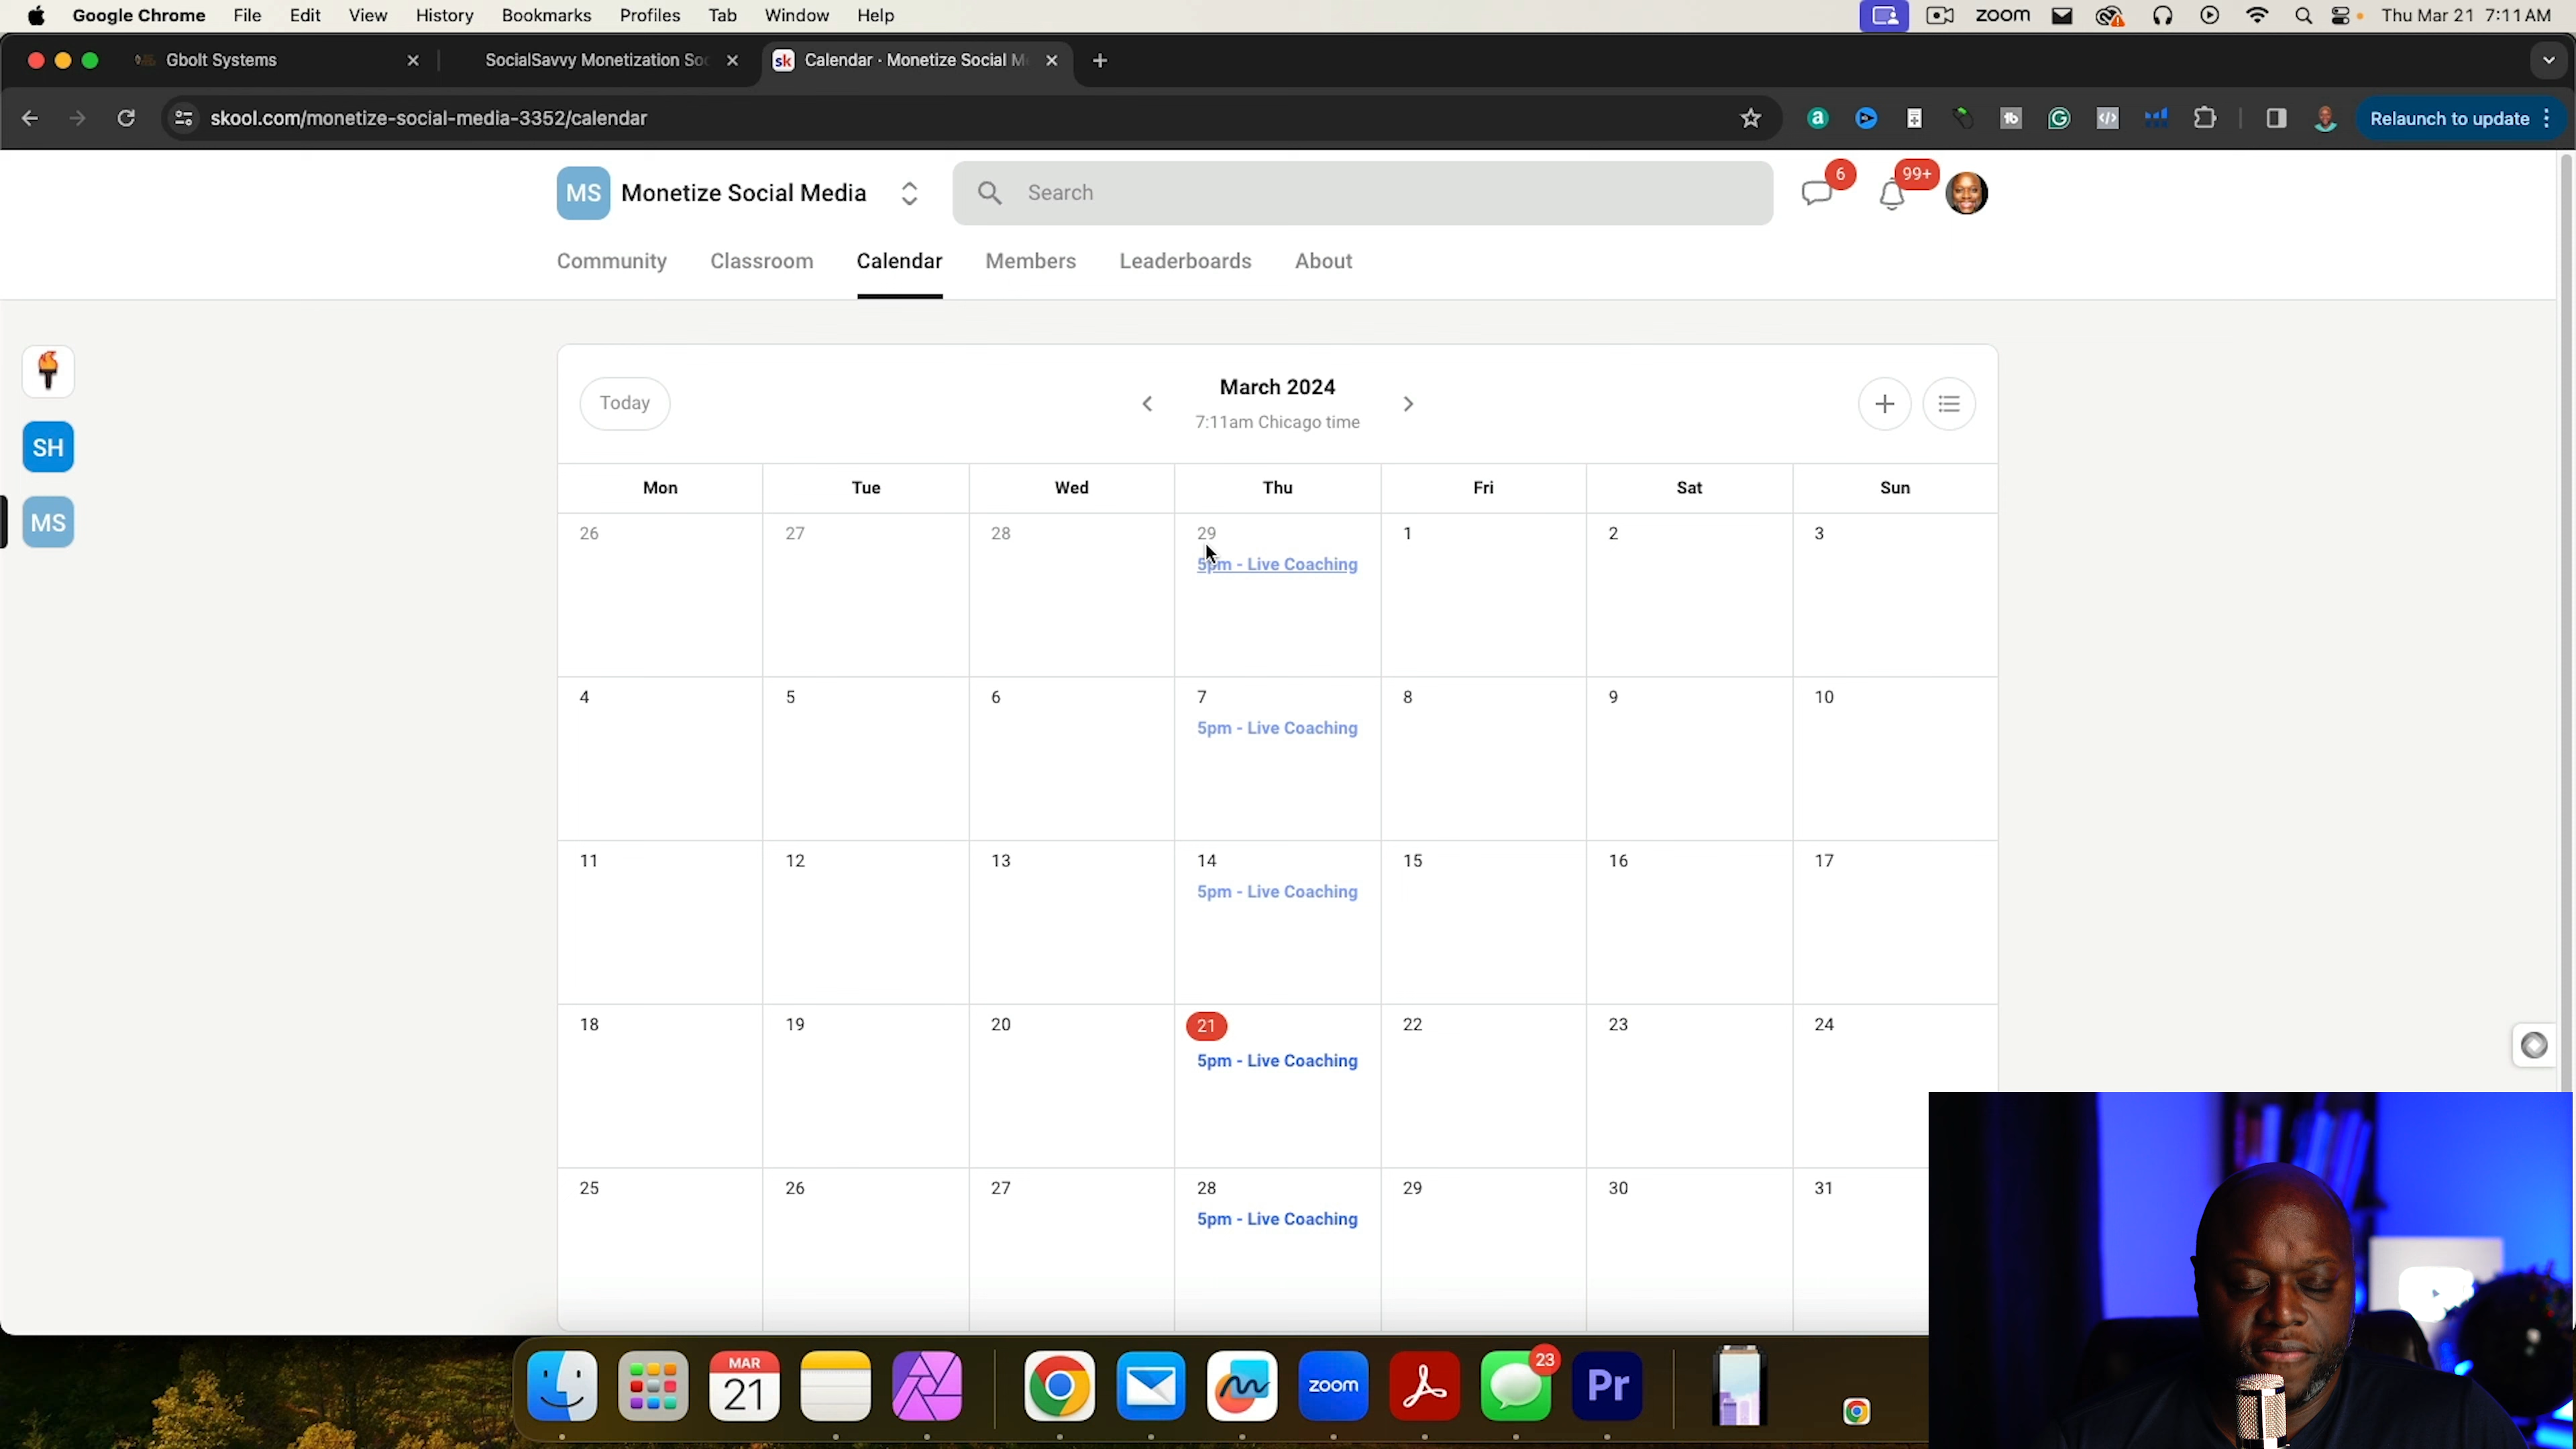 Google Chrome File Edit View History Bookmarks Profiles Tab Window Help zoom Thu Mar 21 7:11 AM
Gbolt Systems SocialSavvy Monetization Soc sk Calendar · Monetize Social M
skool.com/monetize-social-media-3352/calendar Relaunch to update
MS Monetize Social Media Search 6 99+
Community Classroom Calendar Members Leaderboards About
Today March 2024
7:11am Chicago time
SH
MS
Mon Tue Wed Thu Fri Sat Sun
26 27 28 29 1 2 3
5pm - Live Coaching
4 5 6 7 8 9 10
5pm - Live Coaching
11 12 13 14 15 16 17
5pm - Live Coaching
18 19 20 21 22 23 24
5pm - Live Coaching
25 26 27 28 29 30 31
5pm - Live Coaching
MAR
21
zoom
23
Pr